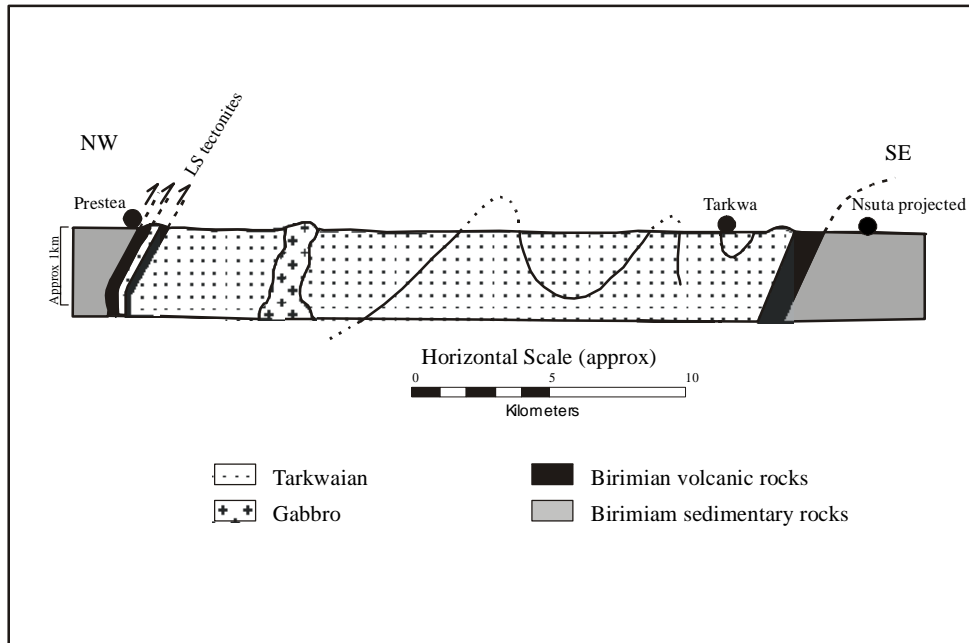 NW
LS tectonites
SE
Prestea
Tarkwa
Nsuta projected
Approx 1km
Horizontal Scale (approx)
0 5 10
Kilometers
Tarkwaian
Birimian volcanic rocks
Gabbro
Birimiam sedimentary rocks